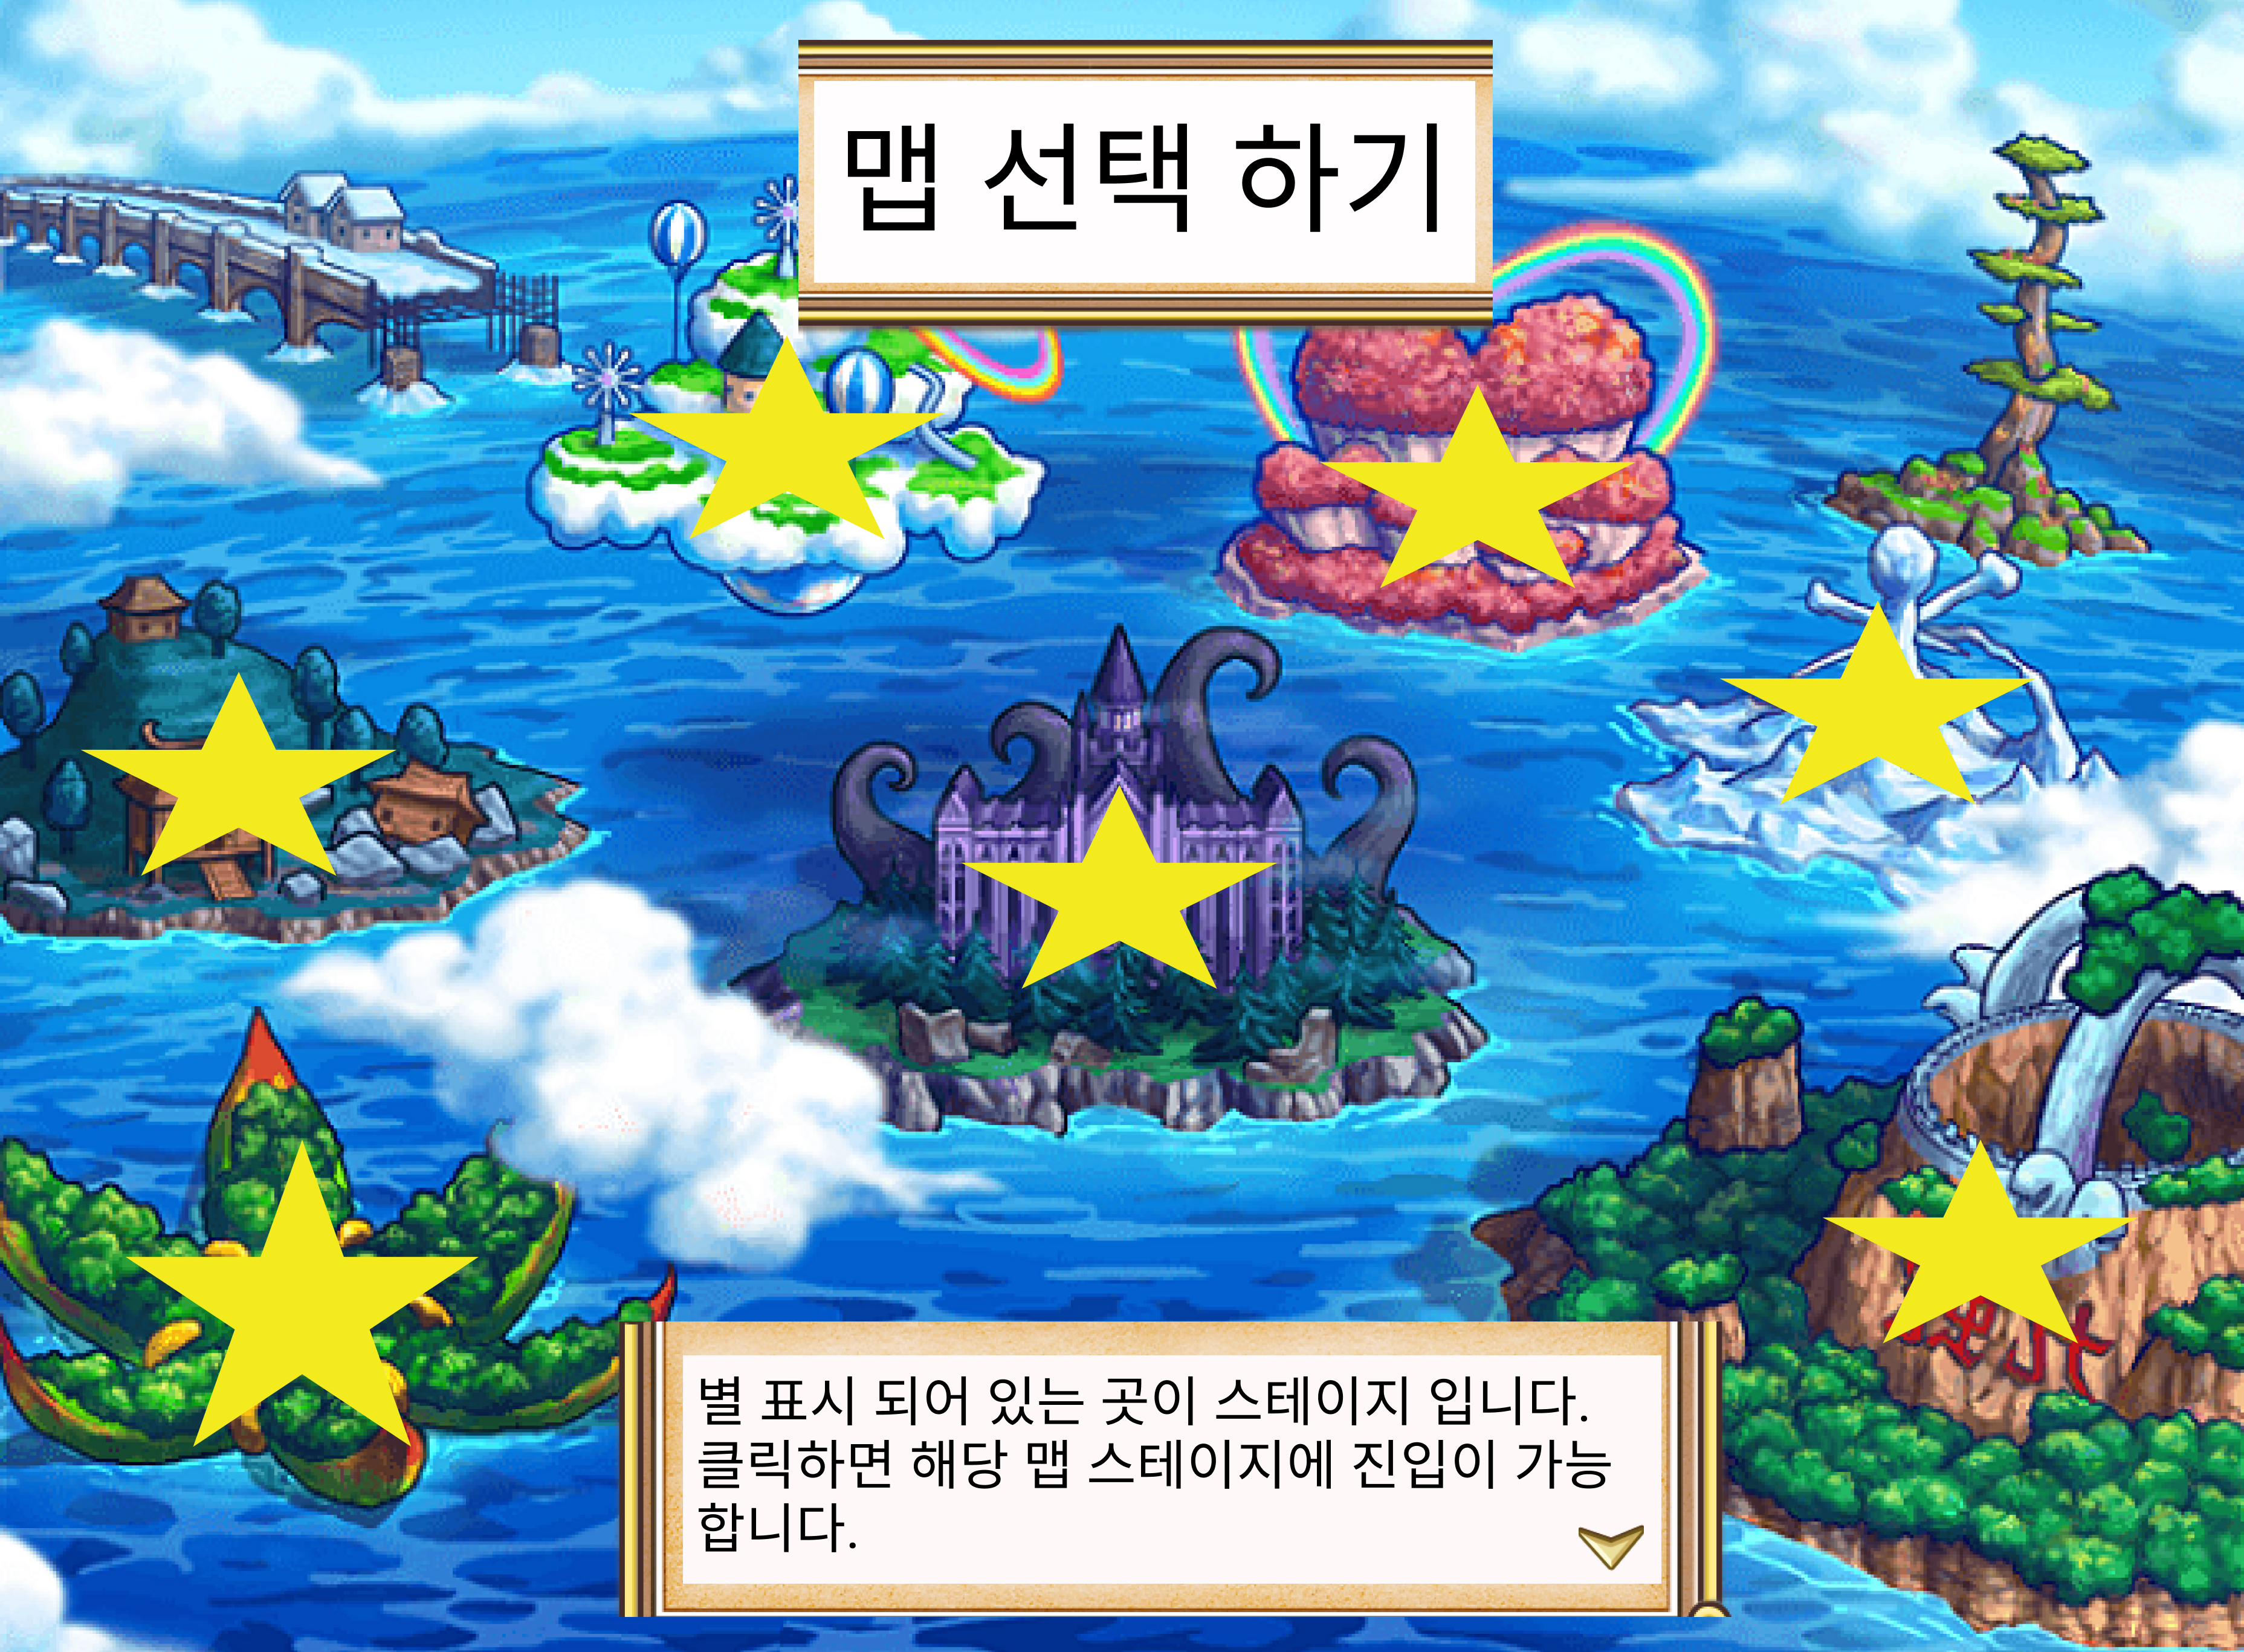 맵 선택 하기
별 표시 되어 있는 곳이 스테이지 입니다.
클릭하면 해당 맵 스테이지에 진입이 가능
합니다.